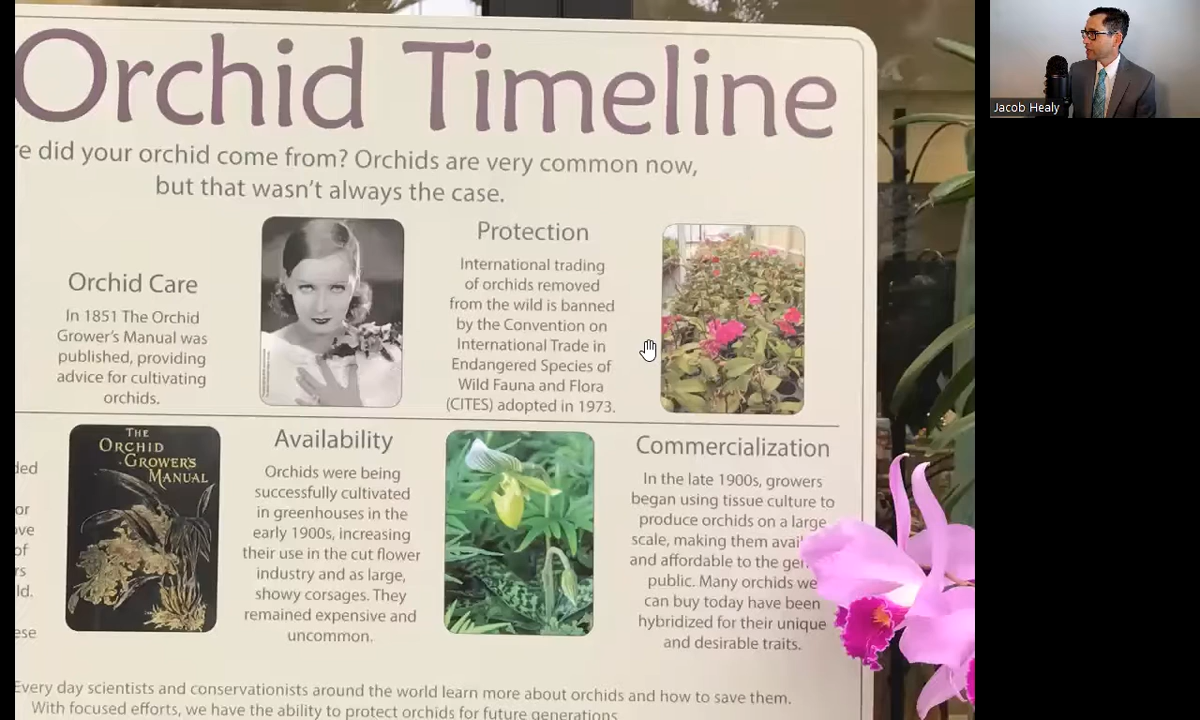 Orchid Timeline
did your orchid come from? Orchids are very common now,
but that wasn't always the case.
Orchid Care
In 1851 The Orchid
Grower's Manual was
published, providing
advice for cultivating
orchids.
Protection
International trading
of orchids removed
from the wild is banned
by the Convention on
International Trade in
Endangered Species of
Wild Fauna and Flora
(CITES) adopted in 1973.
THE
ORCHID
GROWER'S
MANUAL
Availability
Orchids were being
successfully cultivated
in greenhouses in the
early 1900s, increasing
their use in the cut flower
industry and as large,
showy corsages. They
remained expensive and
uncommon.
Commercialization
In the late 1900s, growers
began using tissue culture to
produce orchids on a large
scale, making them
and affordable to the
public. Many orchids we
can buy today have been
hybridized for their unique
and desirable traits.
of
Every day scientists and conservationists around the world learn more about orchids and how to save them.
With focused efforts, we have the ability to protect orchids for future generations
Jacob Healy